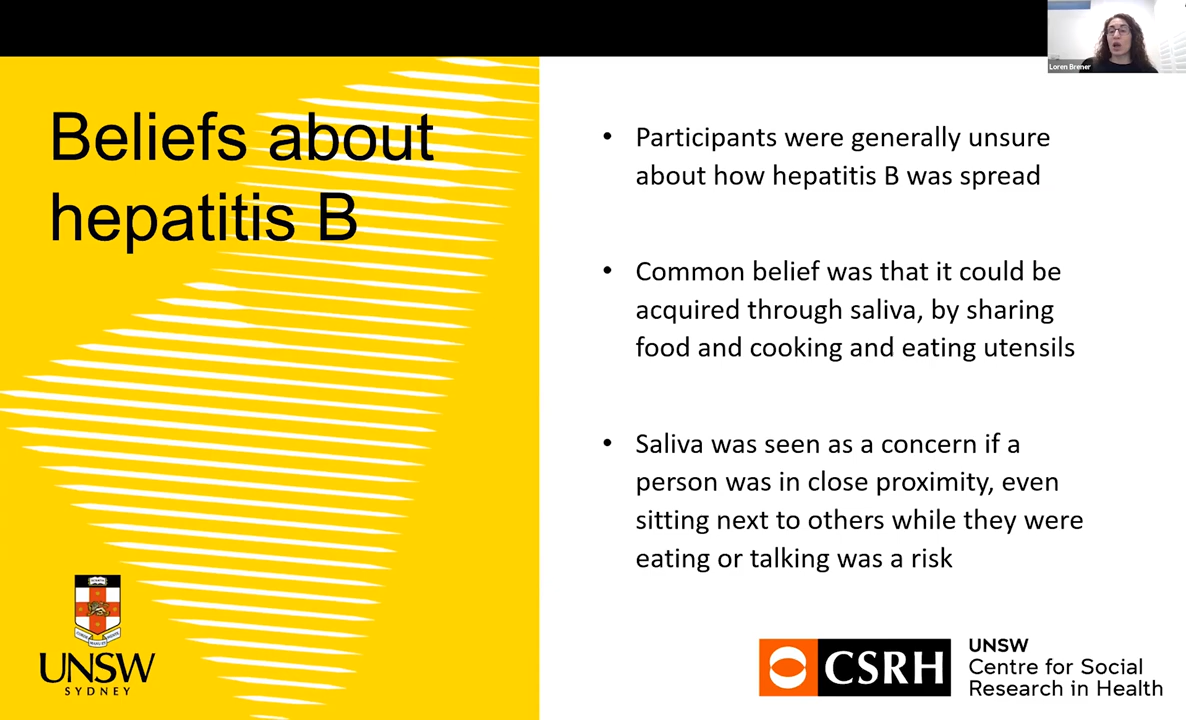 Loren Brener
Beliefs about
hepatitis B
• Participants were generally unsure
about how hepatitis B was spread
• Common belief was that it could be
acquired through saliva, by sharing
food and cooking and eating utensils
• Saliva was seen as a concern if a
person was in close proximity, even
sitting next to others while they were
eating or talking was a risk
UNSW
SYDNEY
CSRH
UNSW
Centre for Social
Research in Health